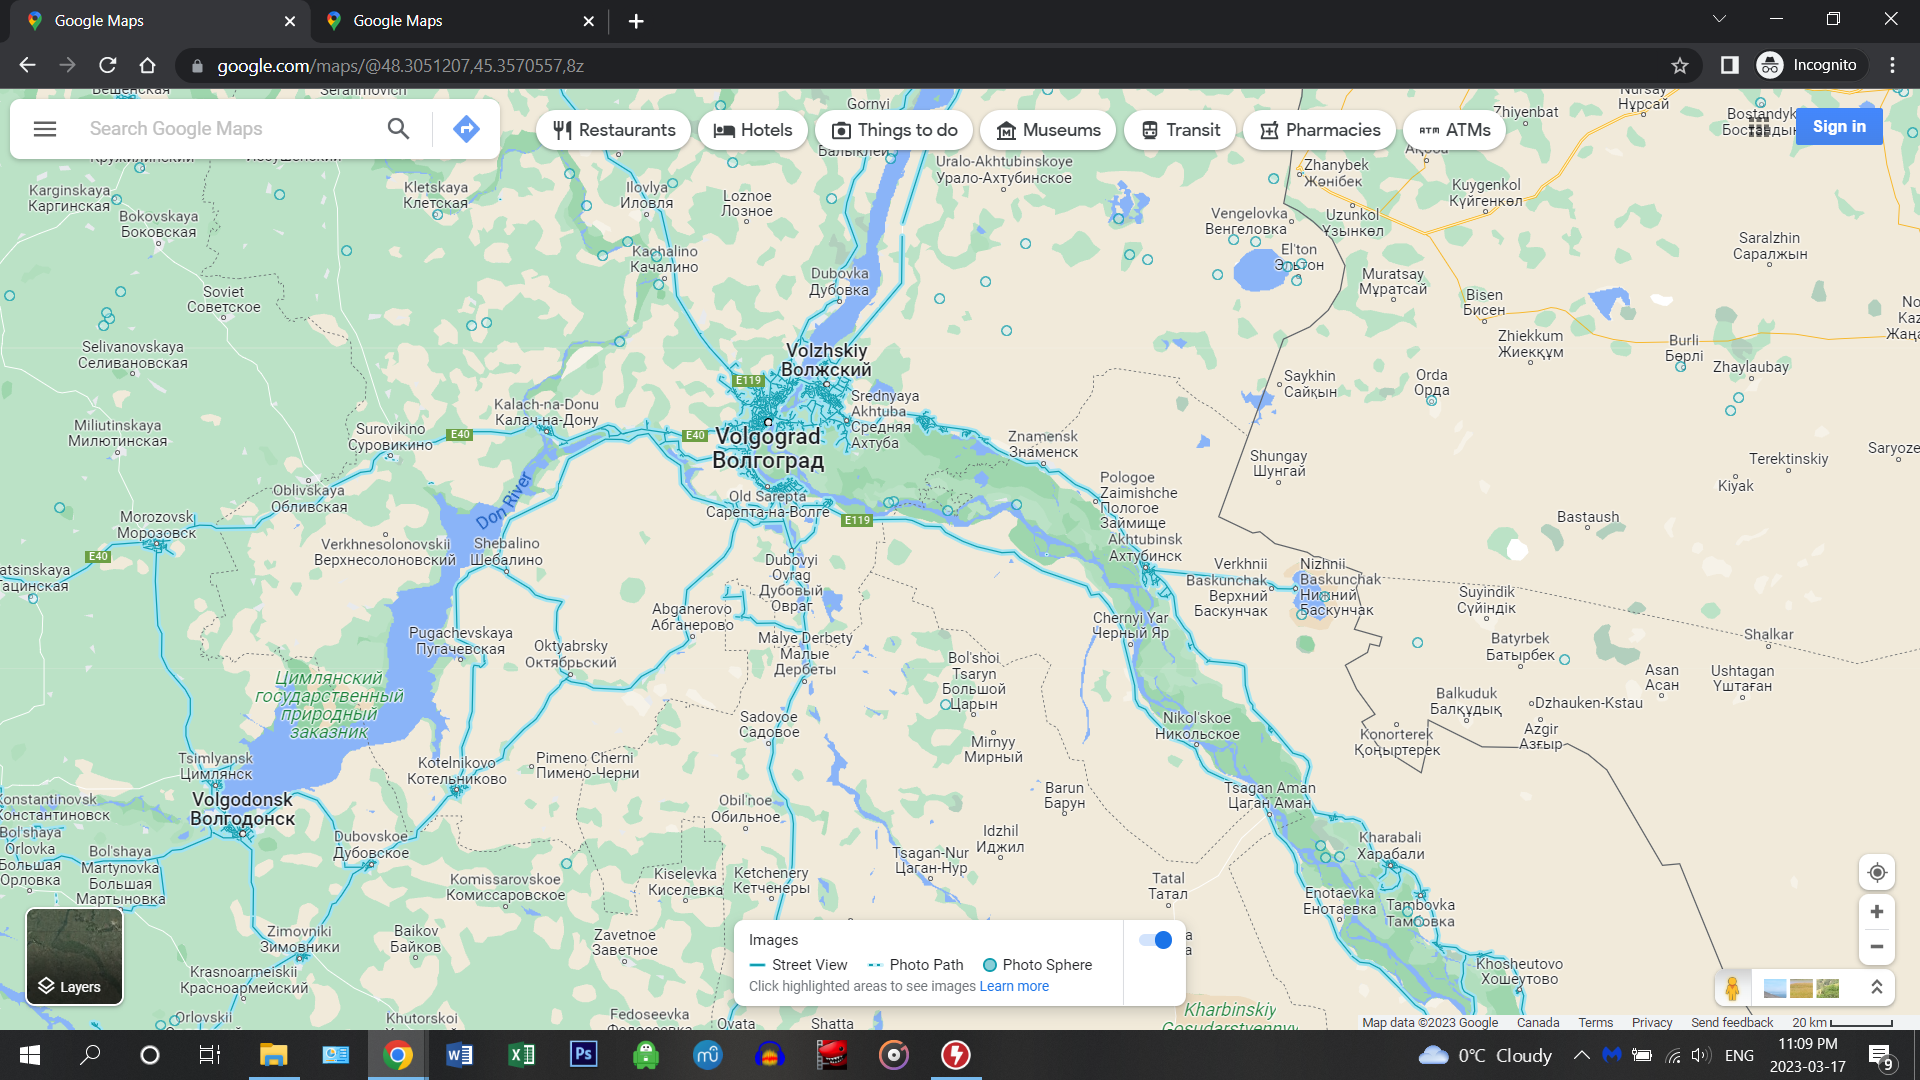 Google Maps
Google Maps
google.com/maps/@48.3051207,45.3570557,8z
Incognito
Вешенская
Serafimovich
Gornyi
Балыклей
Zhiyenbat
Nursay
Нұрсай
Bostandyk
Search Google Maps
Restaurants
Hotels
Things to do
Museums
Transit
Pharmacies
ATMs
Sign in
Uralo-Akhtubinskoye
Урало-Ахтубинское
Zhanybek
Жәнібек
Karginskaya
Каргинская
Bokovskaya
Боковская
Kletskaya
Клетская
Ilovlya
Иловля
Loznoe
Лозное
Kuygenkol
Күйгенкөл
Vengelovka
Венгеловка
Uzunkol
Ұзынкөл
Kachalino
Качалино
El'ton
Эльтон
Saralzhin
Саралжын
Dubovka
Дубовка
Muratsay
Мұратсай
Soviet
Советское
Bisen
Бисен
Zhiekkum
Жиекқұм
Burli
Бөрлі
Selivanovskaya
Селивановская
Volzhskiy
Волжский
E119
Zhaylaubay
Saykhin
Сайқын
Orda
Орда
Srednyaya
Akhtuba
Средняя
Ахтуба
Kalach-na-Donu
Калач-на-Дону
Miliutinskaya
Милютинская
Surovikino
Суровикино
E40
E40
Volgograd
Волгоград
Znamensk
Знаменск
Shungay
Шунгай
Terektinskiy
Saryoze
Kiyak
Pologoe
Zaimishche
Пологое
Займище
Oblivskaya
Обливская
Don River
Old Sarepta
Сарепта-на-Волге
E119
Morozovsk
Морозовск
Bastaush
Akhtubinsk
Ахтубинск
Verkhnesolonovskii
Верхнесолоновский
Shebalino
Шебалино
E40
atsinskaya
Тацинская
Dubovyi
Ovrag
Дубовый
Овраг
Verkhnii
Baskunchak
Верхний
Баскунчак
Nizhnii
Baskunchak
Нижний
Баскунчак
Suyindik
Сүйіндік
Abganerovo
Абганерово
Chernyi Yar
Черный Яр
Pugachevskaya
Пугачевская
Oktyabrsky
Октябрьский
Malye Derbety
Малые
Дербеты
Batyrbek
Батырбек
Shalkar
Bol'shoi
Tsaryn
Большой
Царын
Asan
Асан
Ushtagan
Үштаған
Цимлянский
государственный
природный
заказник
Balkuduk
Балқұдық
Dzhauken-Kstau
Sadovoe
Садовое
Nikol'skoe
Никольское
Azgir
Азғыр
Konorterek
Қоңыртерек
Mirnyy
Мирный
Tsimlyansk
Цимлянск
Kotelnikovo
Котельниково
Pimeno Cherni
Пимено-Черни
Volgodonsk
Волгодонск
Konstantinovsk
Константиновск
Barun
Барун
Tsagan Aman
Цаган Аман
Obil'noe
Обильное
Bol'shaya
Orlovka
Большая
Орловка
Bol'shaya
Martynovka
Большая
Мартыновка
Dubovskoe
Дубовское
Idzhil
Иджил
Kharabali
Харабали
Tsagan-Nur
Цаган-Нур
Komissarovskoe
Комиссаровское
Kiselevka
Киселевка
Ketchenery
Кетченеры
Tatal
Татал
Enotaevka
Енотаевка
Tambovka
Тамбовка
Zimovniki
Зимовники
Baikov
Байков
Zavetnoe
Заветное
Khosheutovo
Хошеутово
Krasnoarmeiskii
Красноармейский
Layers
Images
Street View
Photo Path
Photo Sphere
Click highlighted areas to see images Learn more
Orlovskii
Khutorskoi
Хуторской
Fedoseevka
Федосеевка
Ovata
Shatta
Kharbinskiy
Gosudarstvennyy
Map data ©2023 Google
Canada
Terms
Privacy
Send feedback
20 km
0°C Cloudy
ENG
11:09 PM
2023-03-17
9